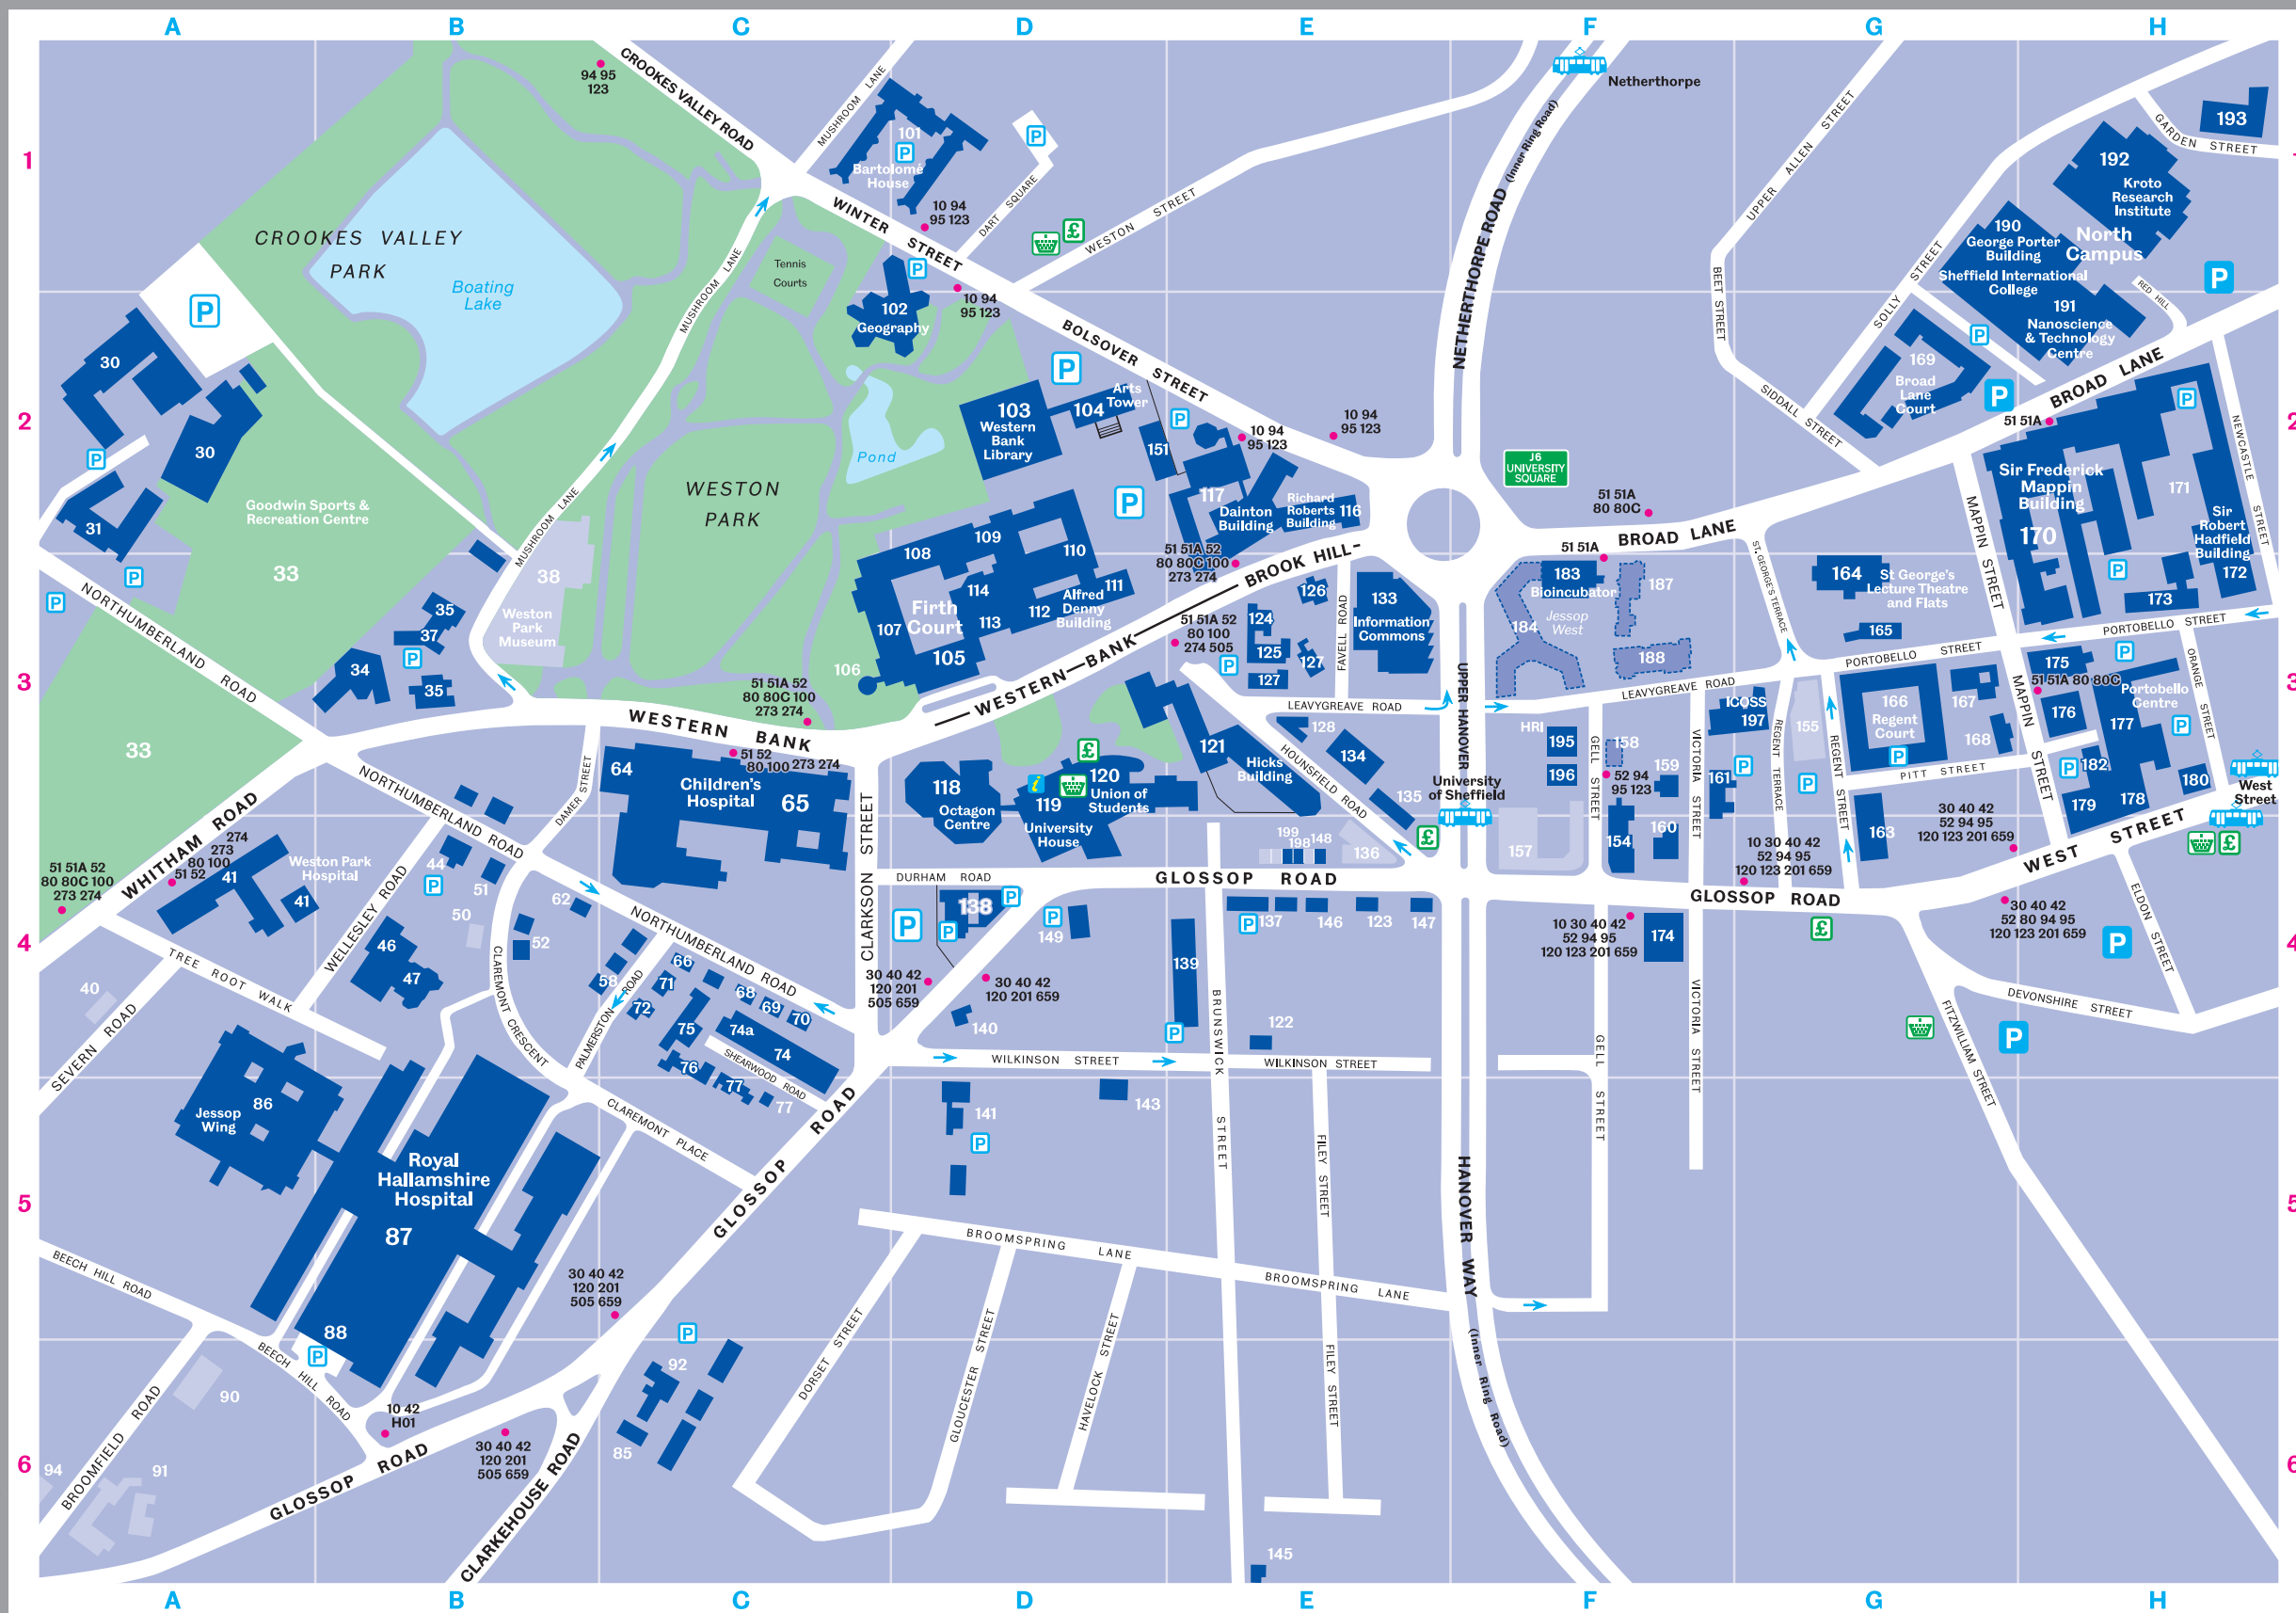 A B C D E F G H
1
2
3
4
5
6
1
2
3
4
5
6
A B C D E F G H
94 95
123
CROOKES VALLEY ROAD
MUSHROOM LANE
101
P
Bartolomé
House
P
10 94
95 123
DART SQUARE
WINTER STREET
WESTON STREET
£
Netherthorpe
NETHERTHORPE ROAD (Inner Ring Road)
UPPER ALLEN STREET
BEET STREET
SOLLY STREET
SIDDALL STREET
GARDEN STREET
193
192
Kroto
Research
Institute
190
George Porter
Building
North
Campus
Sheffield International
College
191
Nanoscience
& Technology
Centre
RED HILL
P
P
169
Broad
Lane
Court
P
BROAD LANE
CROOKES VALLEY
PARK
Boating
Lake
Tennis
Courts
MUSHROOM LANE
P
102
Geography
P
10 94
95 123
BOLSOVER STREET
30
30
P
31
P
P
Goodwin Sports &
Recreation Centre
33
33
WESTON
PARK
Pond
103
Western
Bank
Library
104
Arts
Tower
P
151
P
P
10 94
95 123
10 94
95 123
117
Dainton
Building
Richard
Roberts
Building
116
J6
UNIVERSITY
SQUARE
51 51A
80 80C
51 51A
BROAD LANE
51 51A
Sir Frederick
Mappin
Building
170
171
P
Sir
Robert
Hadfield
Building
172
P
173
NEWCASTLE STREET
MAPPIN STREET
MUSHROOM LANE
38
Weston
Park
Museum
35
37
P
34
35
NORTHUMBERLAND ROAD
108
109
110
114
111
Alfred
Denny
Building
112
113
107
Firth
Court
105
106
51 51A 52
80 80C 100
273 274
BROOK HILL
51 51A 52
80 100
274 505
P
WESTERN BANK
126
124
125
127
127
FAVELL ROAD
133
Information
Commons
183
Bioincubator
184
Jessop
West
187
188
ST. GEORGE'S TERRACE
164
St George's
Lecture Theatre
and Flats
165
PORTOBELLO STREET
PORTOBELLO STREET
175
P
51 51A 80 80C
176
Portobello
Centre
177
P
ORANGE STREET
51 51A 52
80 80C 100
273 274
WESTERN BANK
51 52
80 100 273 274
LEAVYGREAVE ROAD
LEAVYGREAVE ROAD
UPPER HANOVER
128
134
HOUNSFIELD ROAD
135
121
Hicks
Building
University
of Sheffield
£
HRI
195
196
GELL STREET
158
52 94
95 123
159
154
160
157
VICTORIA STREET
ICOSS
197
P
161
REGENT TERRACE
155
P
REGENT STREET
166
Regent
Court
P
167
168
PITT STREET
163
MAPPIN STREET
182
P
179
178
180
West
Street
£
64
Children's
Hospital
65
118
Octagon
Centre
i
£
120
Union of
Students
119
University
House
199
198
148
136
WHITHAM ROAD
NORTHUMBERLAND ROAD
DAMER STREET
274
273
80 100
51 52
51 51A 52
80 80C 100
273 274
41
41
Weston Park
Hospital
WELLESLEY ROAD
44
P
51
50
52
62
CLARKSON STREET
DURHAM ROAD
138
P
P
P
P
149
GLOSSOP ROAD
P
137
146
123
147
10 30 40 42
52 94 95
120 123 201 659
GLOSSOP ROAD
10 30 40 42
52 94 95
120 123 201 659
174
£
30 40 42
52 94 95
120 123 201 659
WEST STREET
30 40 42
52 80 94 95
120 123 201 659
P
ELDON STREET
TREE ROOT WALK
46
47
40
SEVERN ROAD
CLAREMONT CRESCENT
NORTHUMBERLAND ROAD
58
PALMERSTON ROAD
66
71
72
68
69
70
75
74a
74
76
77
77
SHEARWOOD ROAD
30 40 42
120 201
505 659
30 40 42
120 201 659
140
139
P
122
WILKINSON STREET
WILKINSON STREET
BRUNSWICK STREET
GELL STREET
VICTORIA STREET
FITZWILLIAM STREET
DEVONSHIRE STREET
P
86
Jessop
Wing
Royal
Hallamshire
Hospital
87
88
P
CLAREMONT PLACE
GLOSSOP ROAD
141
P
143
FILEY STREET
FILEY STREET
HANOVER WAY (Inner Ring Road)
BROOMSPRING LANE
BROOMSPRING LANE
BEECH HILL ROAD
BEECH HILL ROAD
30 40 42
120 201
505 659
P
92
85
DORSET STREET
GLOUCESTER STREET
HAVELOCK STREET
90
BROOMFIELD ROAD
94
91
10 42
H01
30 40 42
120 201
505 659
GLOSSOP ROAD
CLARKEHOUSE ROAD
145